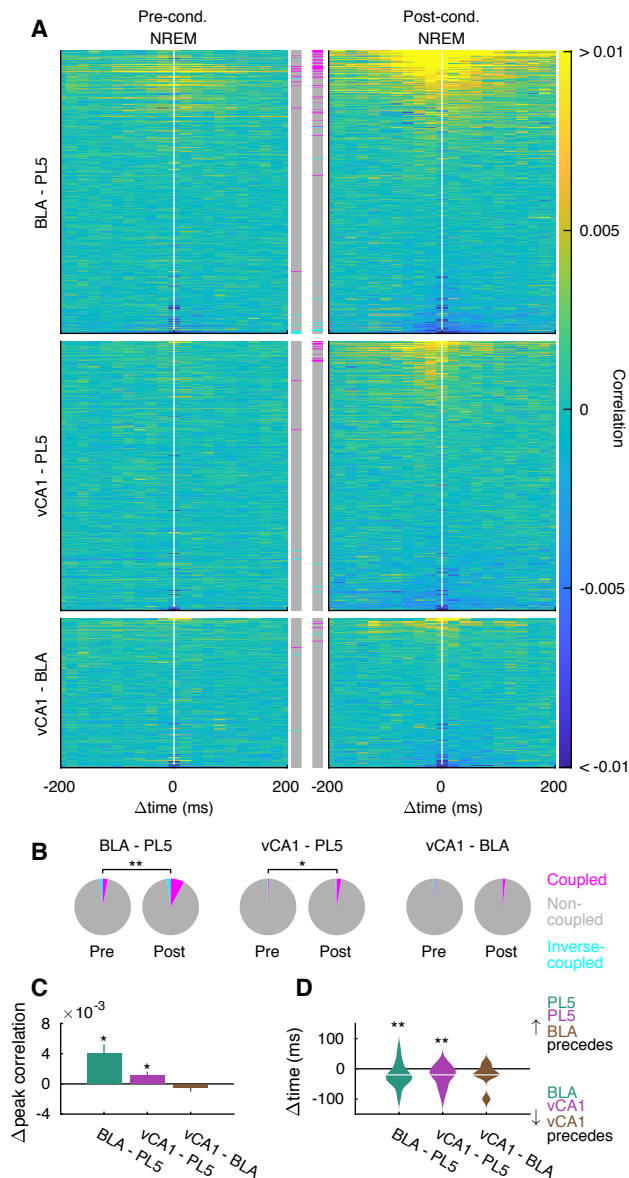 A
Pre-cond.
NREM
Post-cond.
NREM
BLA - PL5
vCA1 - PL5
vCA1 - BLA
-200 0 200
Δtime (ms)
-200 0 200
Δtime (ms)
> 0.01
0.005
0
-0.005
< -0.01
Correlation
B
BLA - PL5
**
Pre Post
vCA1 - PL5
*
Pre Post
vCA1 - BLA
Pre Post
Coupled
Non-
coupled
Inverse-
coupled
C
× 10⁻³
8
4
0
-4
Δpeak correlation
* *
BLA - PL5
vCA1 - PL5
vCA1 - BLA
D
100
0
-100
Δtime (ms)
** **
BLA - PL5
vCA1 - PL5
vCA1 - BLA
PL5
PL5
↑ BLA
precedes
BLA
vCA1
↓ vCA1
precedes